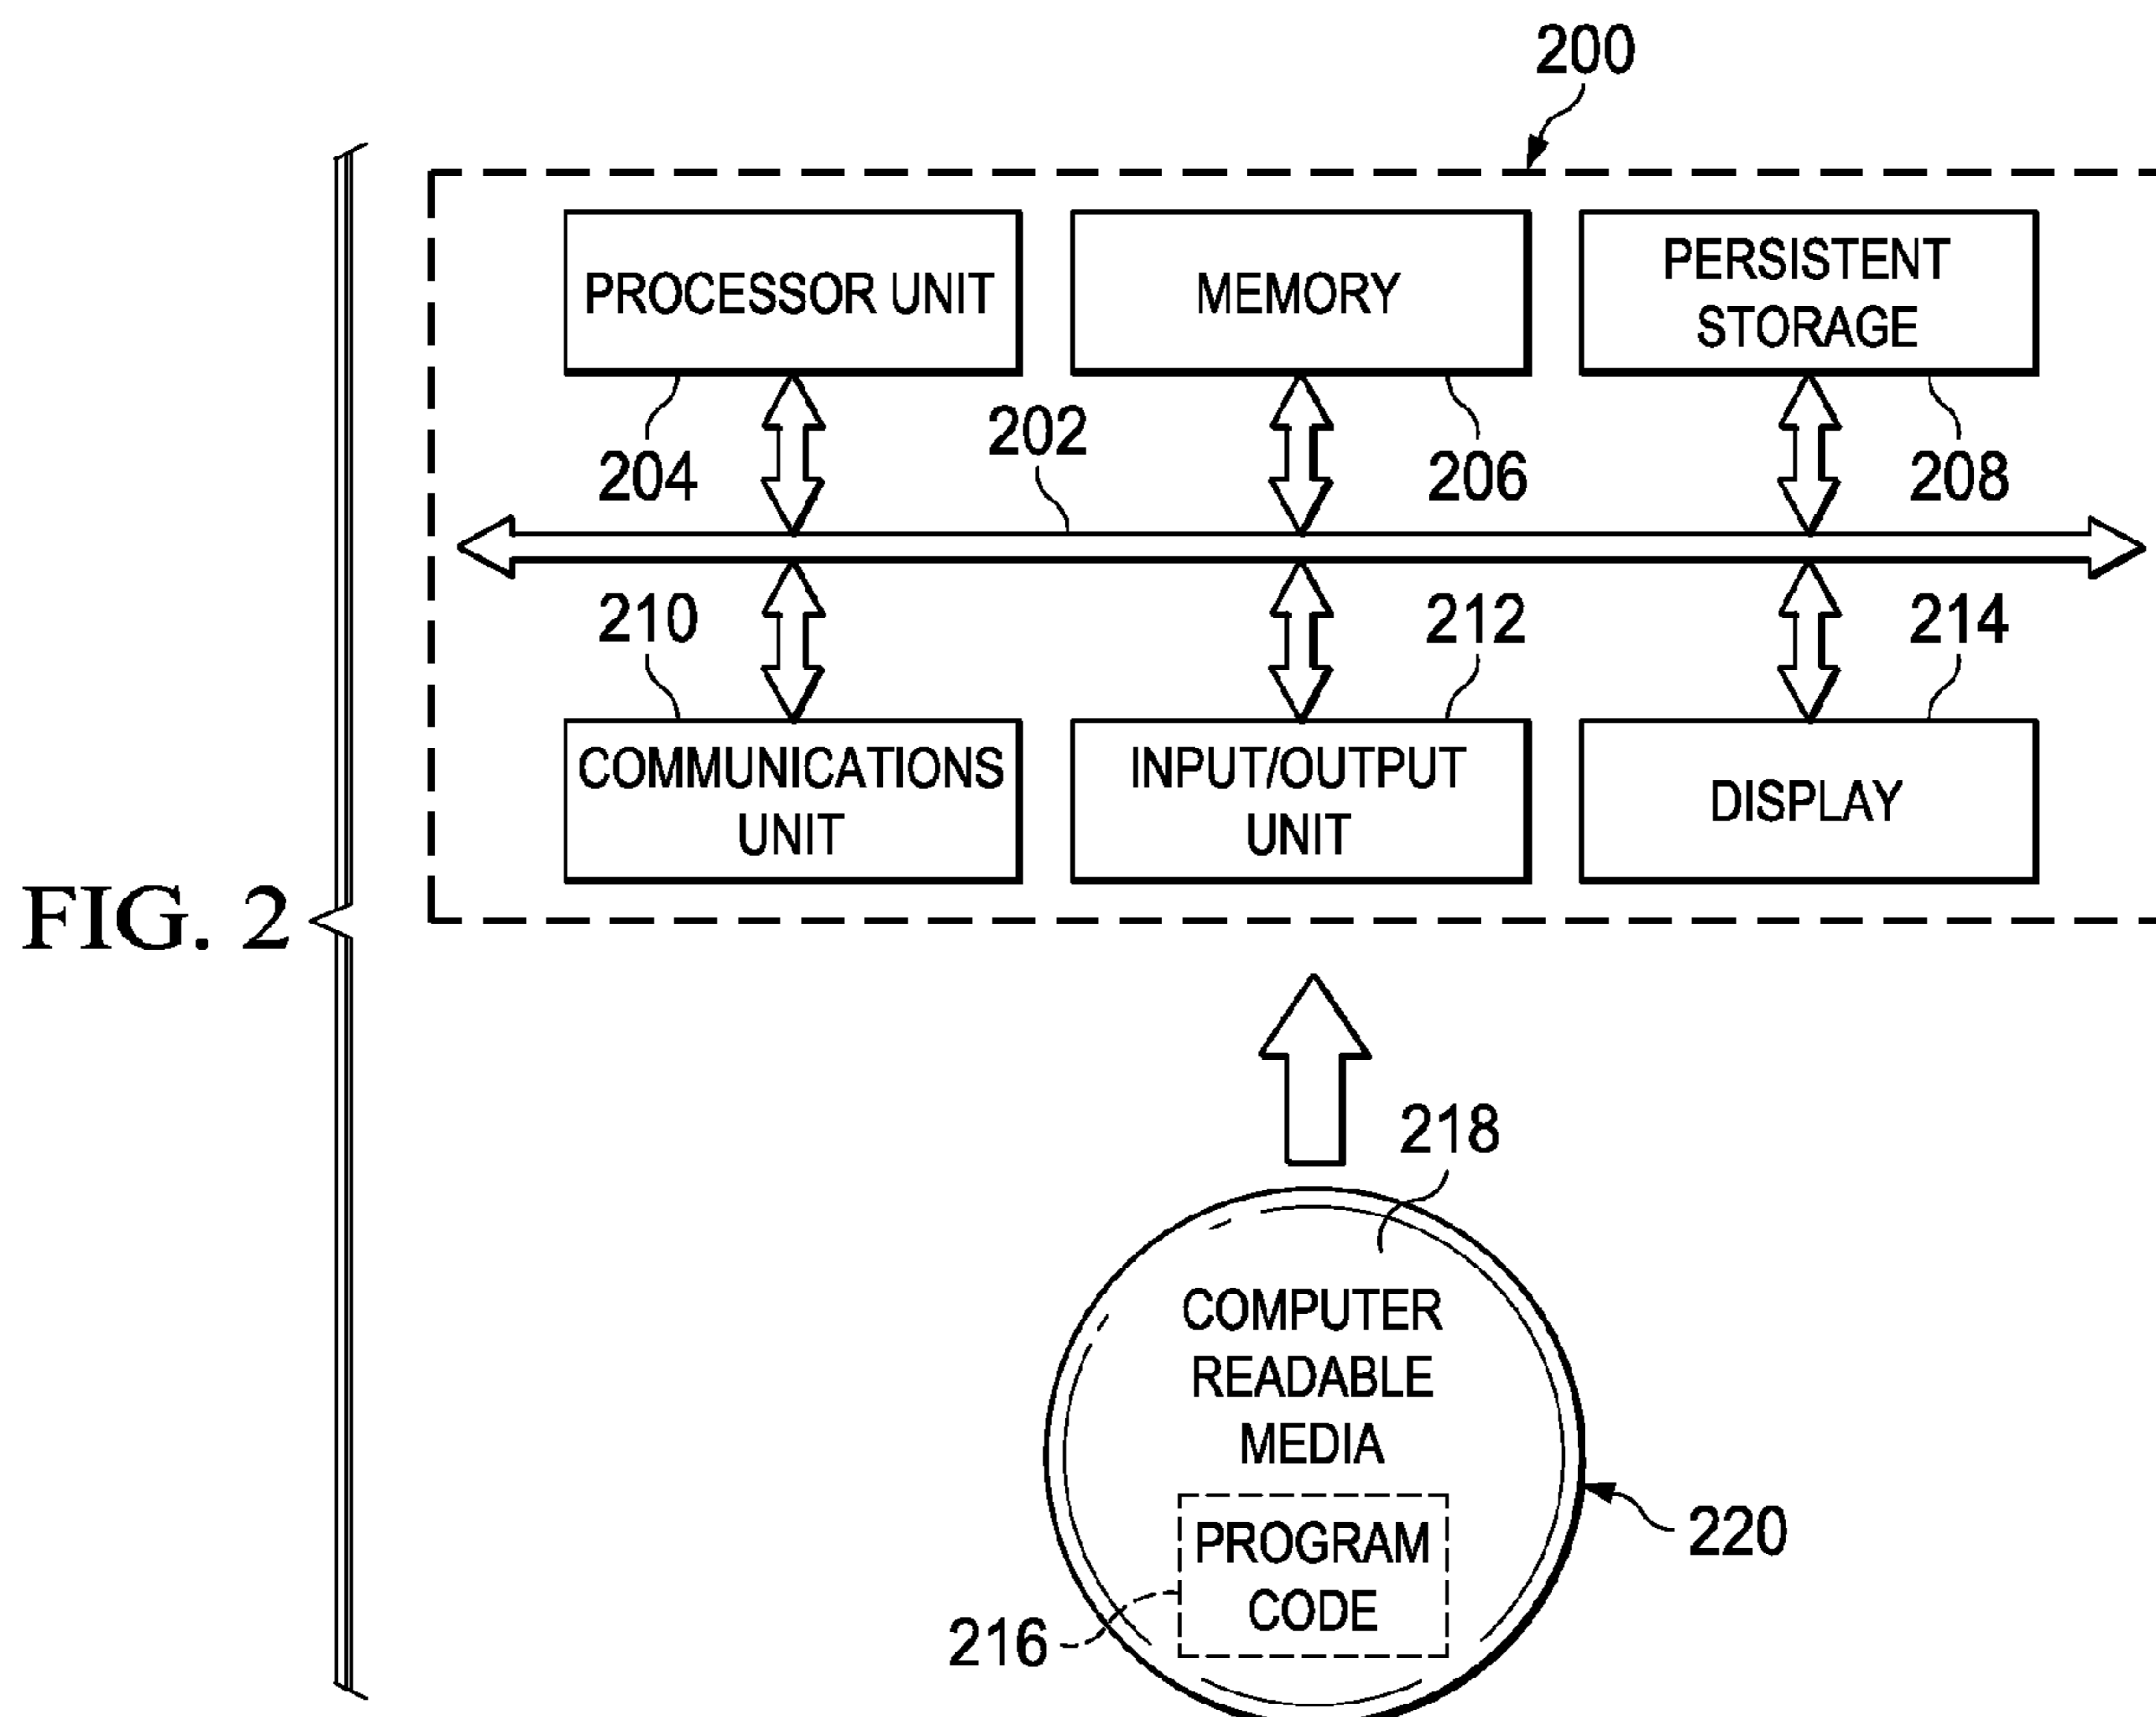 200
PROCESSOR UNIT
MEMORY
PERSISTENT
STORAGE
204
202
206
208
210
212
214
COMMUNICATIONS
UNIT
INPUT/OUTPUT
UNIT
DISPLAY
FIG. 2
218
COMPUTER
READABLE
MEDIA
PROGRAM
CODE
220
216